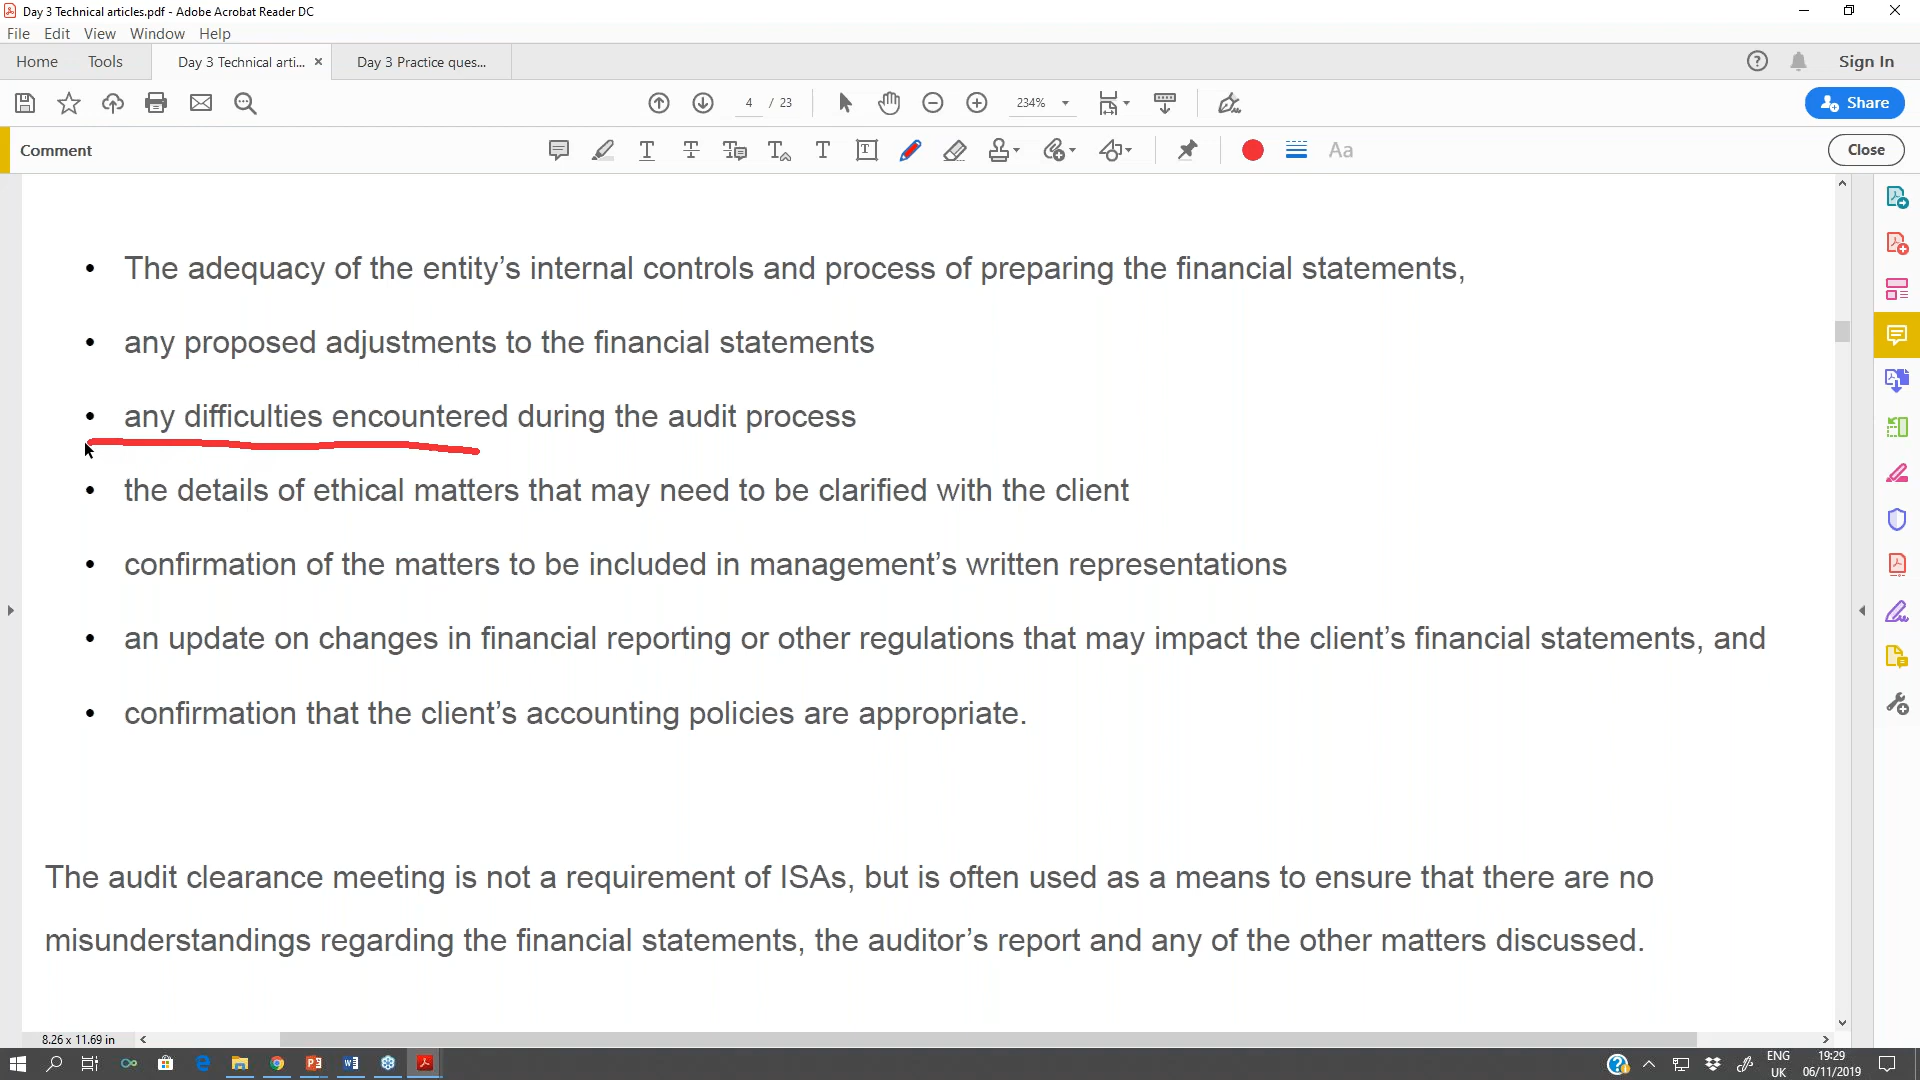 Day 3 Technical articles.pdf - Adobe Acrobat Reader DC
File Edit View Window Help
Home Tools Day 3 Technical arti... × Day 3 Practice ques... Sign In
4 / 23 234% Share
Comment Aa Close
• The adequacy of the entity’s internal controls and process of preparing the financial statements,
• any proposed adjustments to the financial statements
• any difficulties encountered during the audit process
• the details of ethical matters that may need to be clarified with the client
• confirmation of the matters to be included in management’s written representations
• an update on changes in financial reporting or other regulations that may impact the client’s financial statements, and
• confirmation that the client’s accounting policies are appropriate.
The audit clearance meeting is not a requirement of ISAs, but is often used as a means to ensure that there are no
misunderstandings regarding the financial statements, the auditor’s report and any of the other matters discussed.
8.26 x 11.69 in
ENG 19:29
UK 06/11/2019